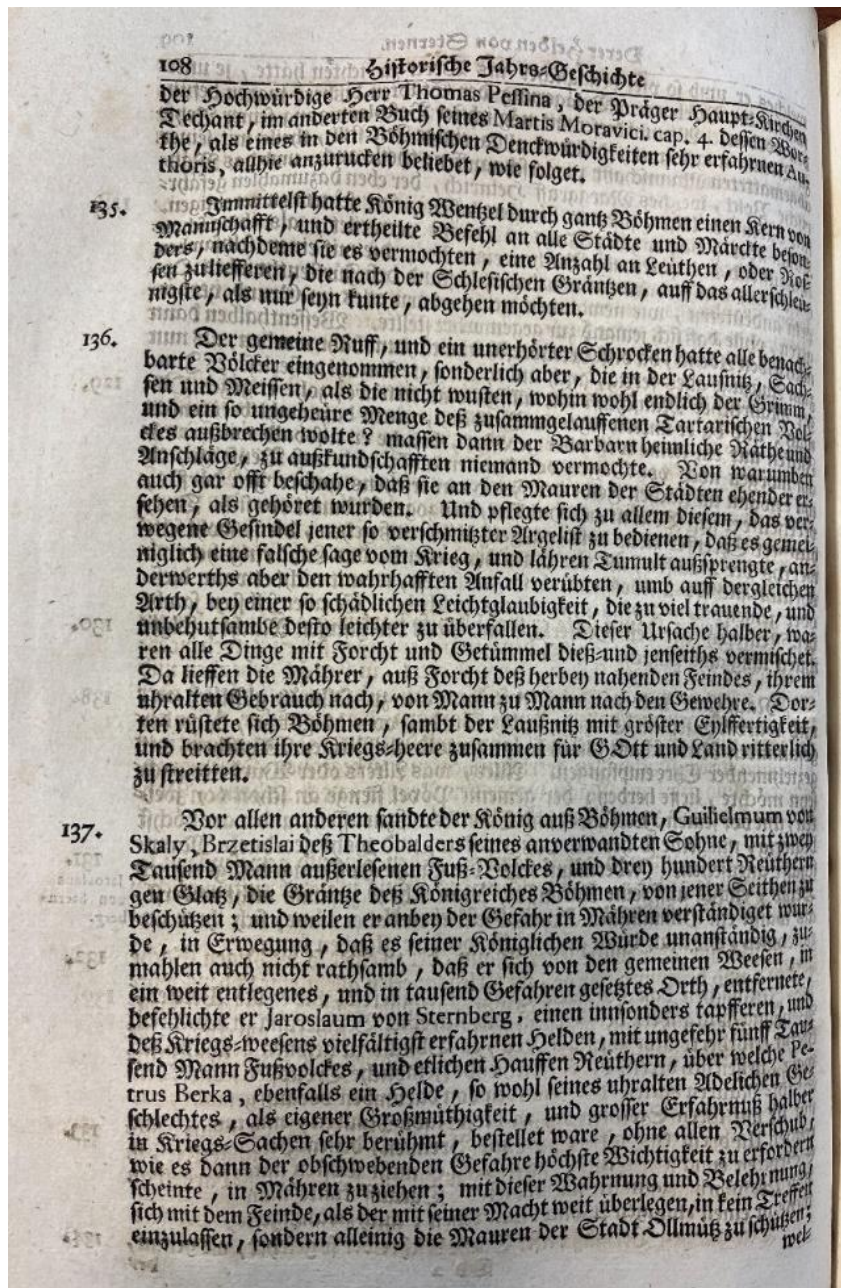 108 Historische Jahrs-Geschichte
der Hochwürdige Herr Thomas Pessina, der Präger Haupt-Kirchen
Techant, im anderten Buch seines Martis Moravici. cap. 4. dessen Wor-
the, als eines in den Böhmischen Denckwürdigkeiten sehr erfahrnen Au-
thoris, allhie anzurucken beliebet, wie folget.
135. Immittelst hatte König Wentzel durch gantz Böhmen einen Kern von
Mannschafft, und ertheilte Befehl an alle Städte und Märckte beson-
ders, nachdeme sie es vermochten, eine Anzahl an Leüthen, oder Ros-
sen zu liefferen, die nach der Schlesischen Gräntzen, auff das allerschleu-
nigste, als nur seyn kunte, abgehen möchten.
136. Der gemeine Ruff, und ein unerhörter Schrocken hatte alle benach-
barte Völcker eingenommen, sonderlich aber, die in der Lausnitz, Sach-
sen und Meissen, als die nicht wusten, wohin wohl endlich der Grimm,
und ein so ungeheüre Menge deß zusammgelauffenen Tartarischen Vol-
ckes außbrechen wolte? massen dann der Barbarn heimliche Räthe und
Anschläge, zu außkundschafften niemand vermochte. Von warumben
auch gar offt beschahe, daß sie an den Mauren der Städten ehender er-
sehen, als gehöret wurden. Und pflegte sich zu allem diesem, das ver-
wegene Gesindel jener so verschmitzter Argelist zu bedienen, daß es gemei-
niglich eine falsche sage vom Krieg, und lähren Tumult außsprengte, an-
derwerths aber den wahrhafften Anfall verübten, umb auff dergleichen
Arth, bey einer so schädlichen Leichtglaubigkeit, die zu viel trauende, und
unbehutsambe desto leichter zu überfallen. Dieser Ursache halber, wa-
ren alle Dinge mit Forcht und Getümmel dieß-und jenseiths vermischet.
Da lieffen die Mährer, auß Forcht deß herbey nahenden Feindes, ihrem
uhralten Gebrauch nach, von Mann zu Mann nach den Gewehre. Dor-
ten rüstete sich Böhmen, sambt der Laußnitz mit gröster Eylffertigkeit,
und brachten ihre Kriegs-heere zusammen für GOtt und Land ritterlich
zu streitten.
137. Vor allen anderen sandte der König auß Böhmen, Guilielmum von
Skaly, Brzetislai deß Theobalders seines anverwandten Sohne, mit zwey
Tausend Mann außerlesenen Fuß-Volckes, und drey hundert Reüthern
gen Glatz, die Gräntze deß Königreiches Böhmen, von jener Seithen zu
beschützen; und weilen er anbey der Gefahr in Mähren verständiget wur-
de, in Erwegung, daß es seiner Königlichen Würde unanständig, zu-
mahlen auch nicht rathsamb, daß er sich von den gemeinen Weesen, in
ein weit entlegenes, und in tausend Gefahren gesetztes Orth, entfernete,
befehlichte er Jaroslaum von Sternberg, einen innsonders tapfferen, und
deß Kriegs-weesens vielfältigst erfahrnen Helden, mit ungefehr fünff Tau-
send Mann Fußvolckes, und etlichen Hauffen Reüthern, über welche Pe-
trus Berka, ebenfalls ein Helde, so wohl seines uhralten Adelichen Ge-
schlechtes, als eigener Großmüthigkeit, und grosser Erfahrnuß halber
in Kriegs-Sachen sehr berühmt, bestellet ware, ohne allen Verschub,
wie es dann der obschwebenden Gefahre höchste Wichtigkeit zu erfordern
scheinte, in Mähren zu ziehen; mit dieser Wahrnung und Belehrnung,
sich mit dem Feinde, als der mit seiner Macht weit überlegen, in kein Treffen
einzulassen, sondern alleinig die Mauren der Stadt Ollmütz zu schützen;
wel-